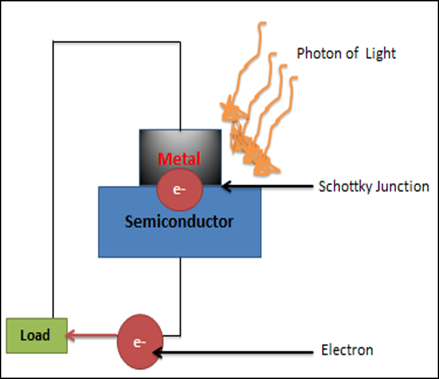 Photon of Light
Metal
e-
Schottky Junction
Semiconductor
Load
e-
Electron